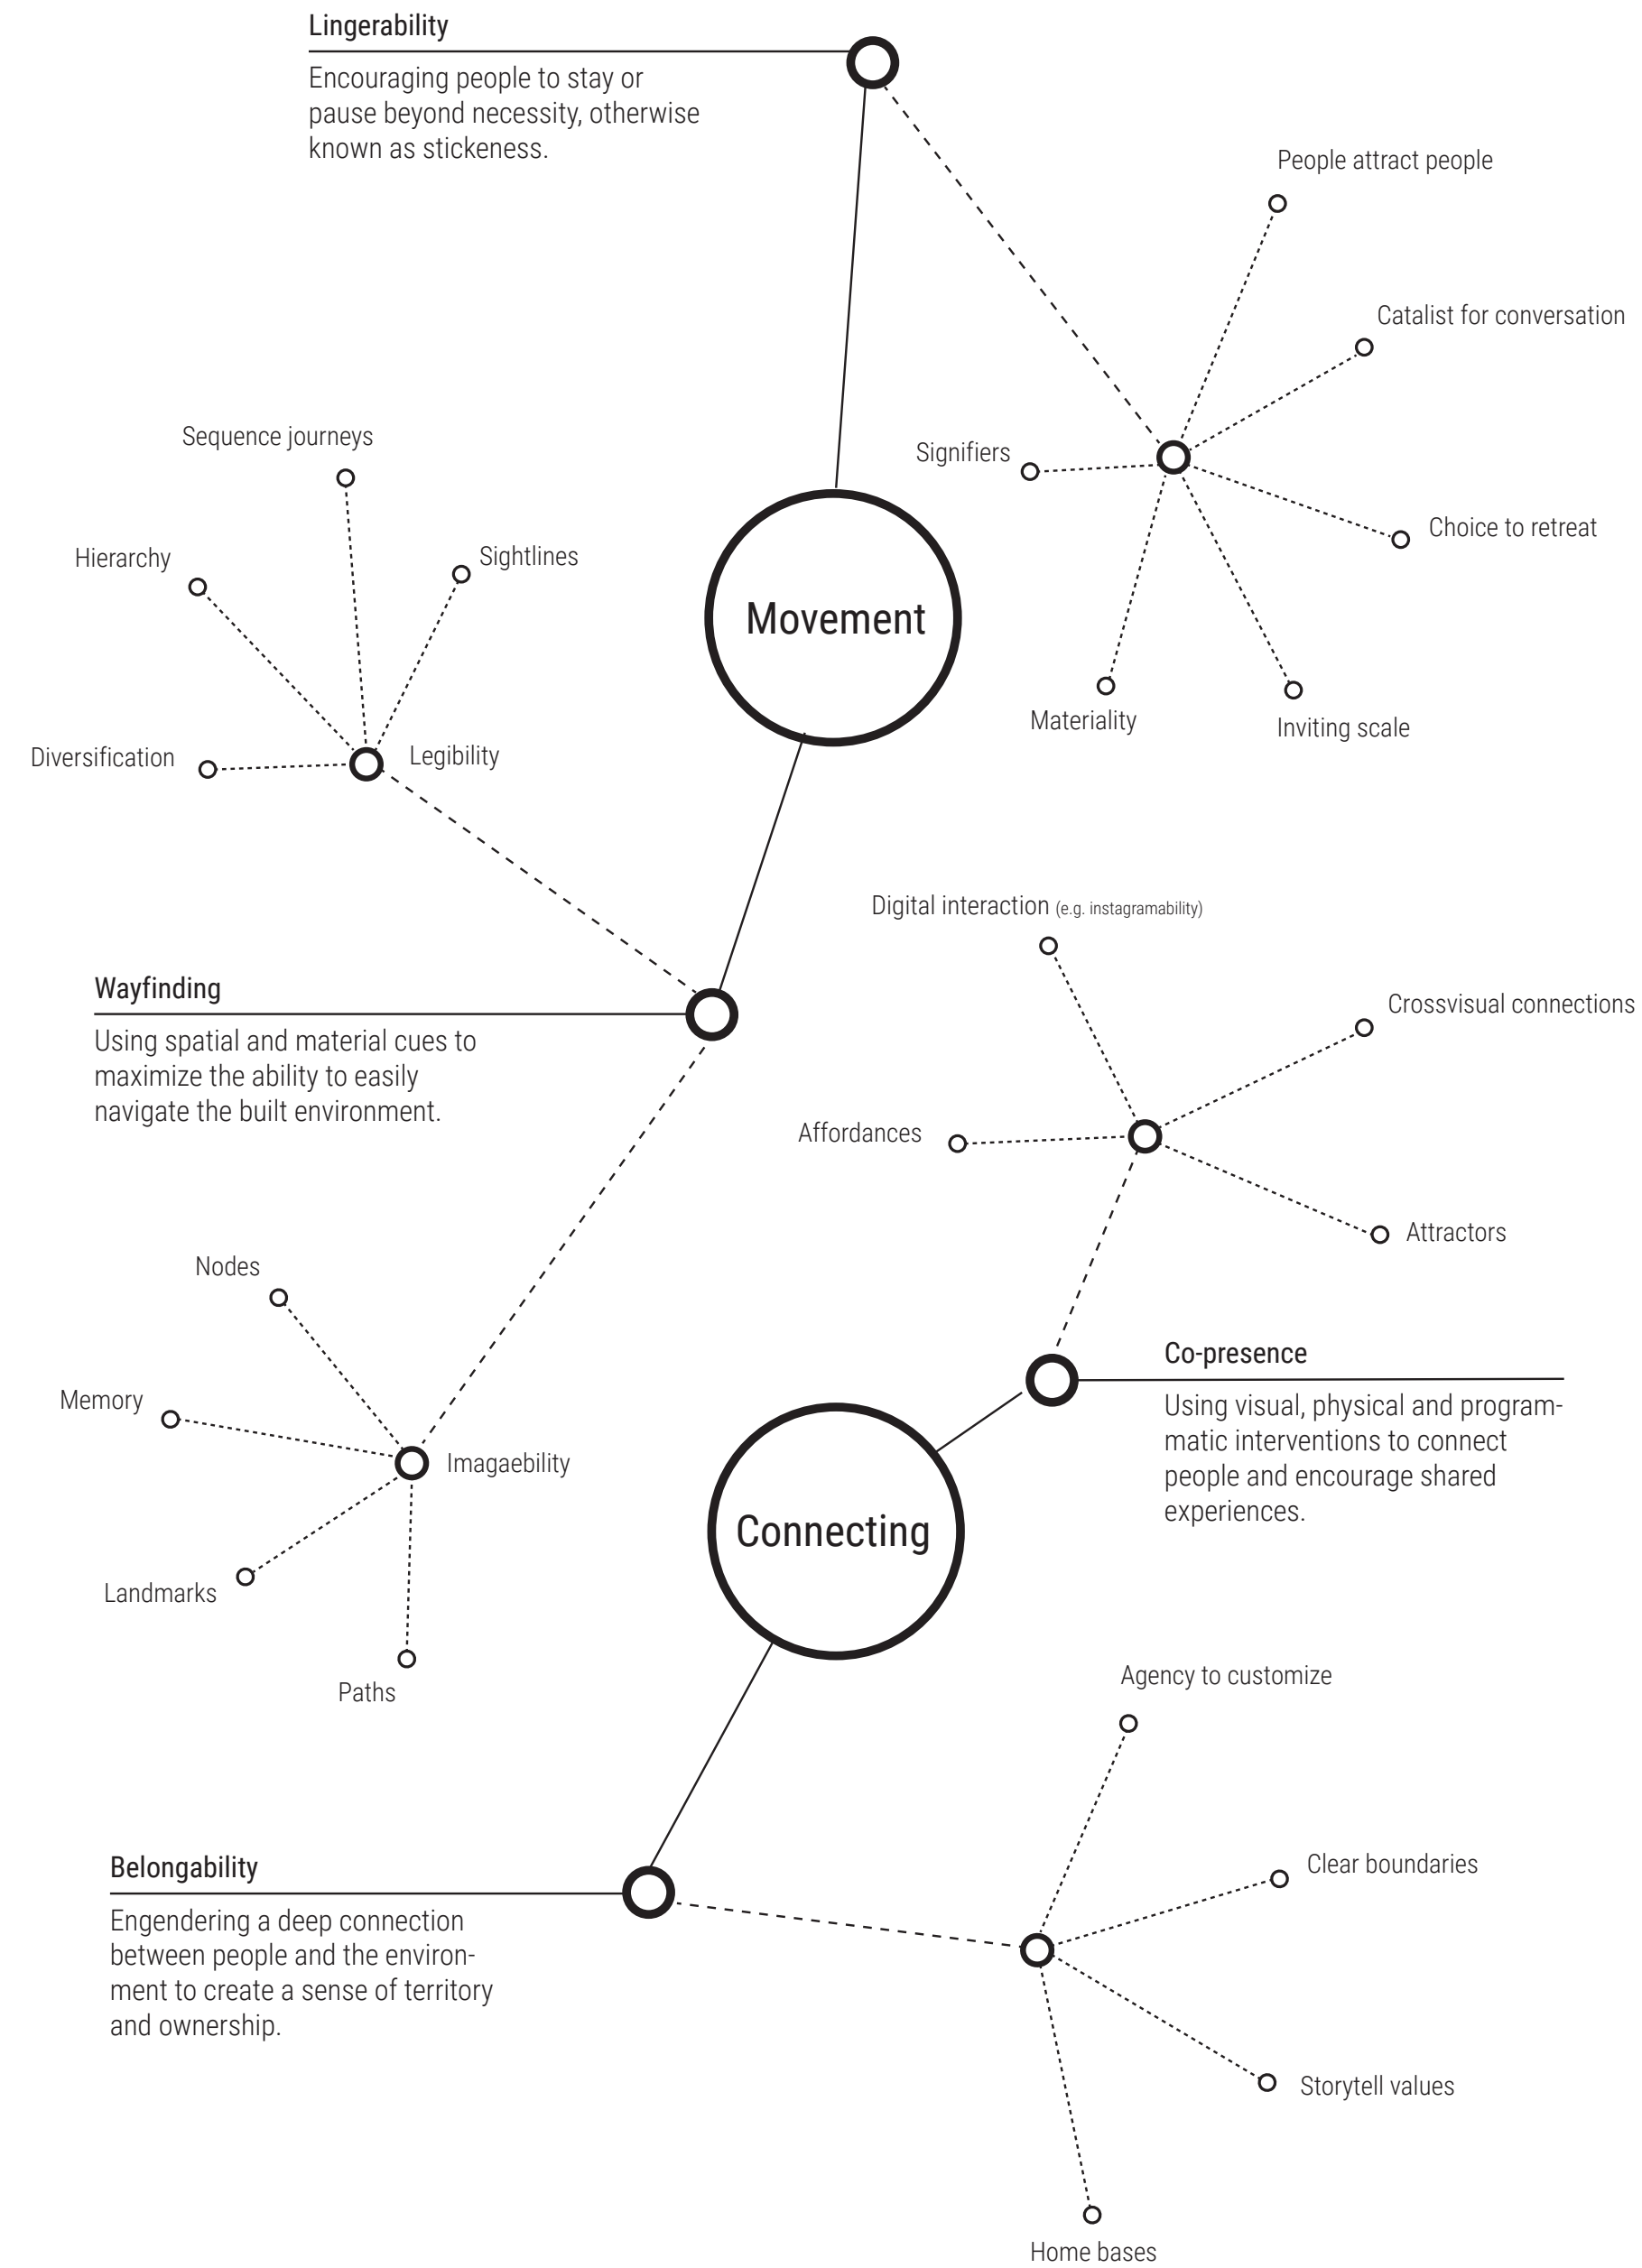 Lingerability
Encouraging people to stay or
pause beyond necessity, otherwise
known as stickeness.
People attract people
Catalist for conversation
Signifiers
Choice to retreat
Materiality
Inviting scale
Sequence journeys
Hierarchy
Sightlines
Diversification
Legibility
Movement
Wayfinding
Using spatial and material cues to
maximize the ability to easily
navigate the built environment.
Digital interaction (e.g. instagramability)
Crossvisual connections
Affordances
Attractors
Nodes
Memory
Imagaebility
Landmarks
Paths
Co-presence
Using visual, physical and program-
matic interventions to connect
people and encourage shared
experiences.
Connecting
Agency to customize
Belongability
Engendering a deep connection
between people and the environ-
ment to create a sense of territory
and ownership.
Clear boundaries
Storytell values
Home bases